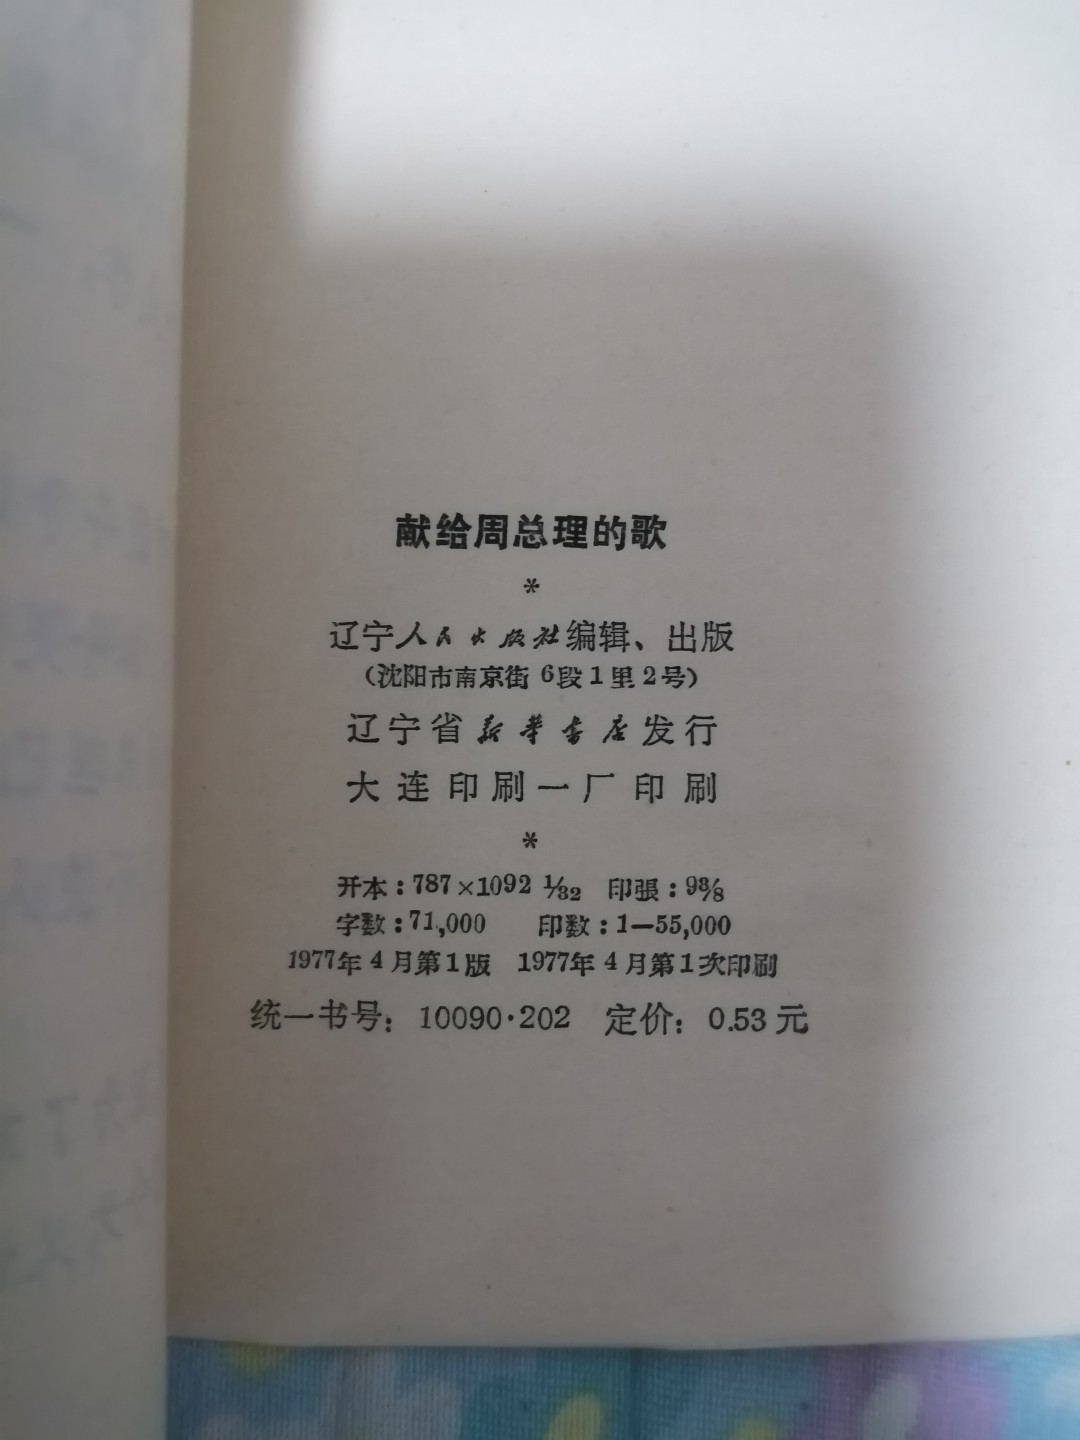 献给周总理的歌
*
辽宁人民出版社编辑、出版
(沈阳市南京街 6段1里2号)
辽宁省新华书店发行
大连印刷一厂印刷
*
开本:787×1092 1/32 印張:9 3/8
字数:71,000 印数:1—55,000
1977年4月第1版 1977年4月第1次印刷
统一书号:10090·202 定价:0.53元